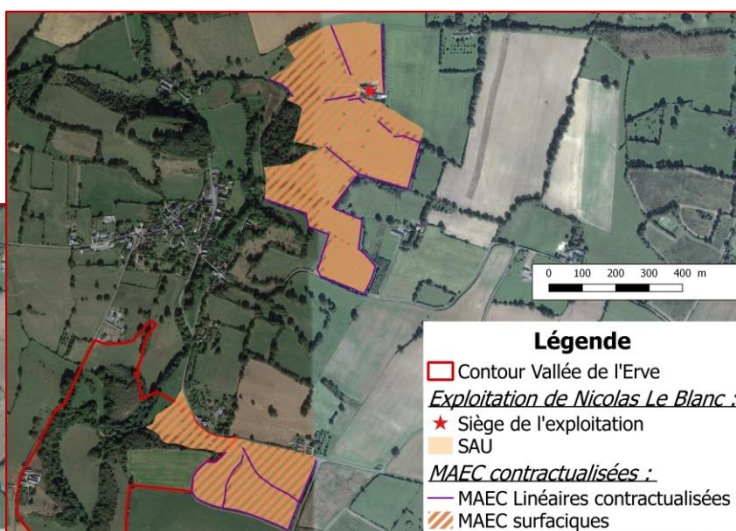 0 100 200 300 400 m
Légende
Contour Vallée de l'Erve
Exploitation de Nicolas Le Blanc :
Siège de l'exploitation
SAU
MAEC contractualisées :
MAEC Linéaires contractualisées
MAEC surfaciques